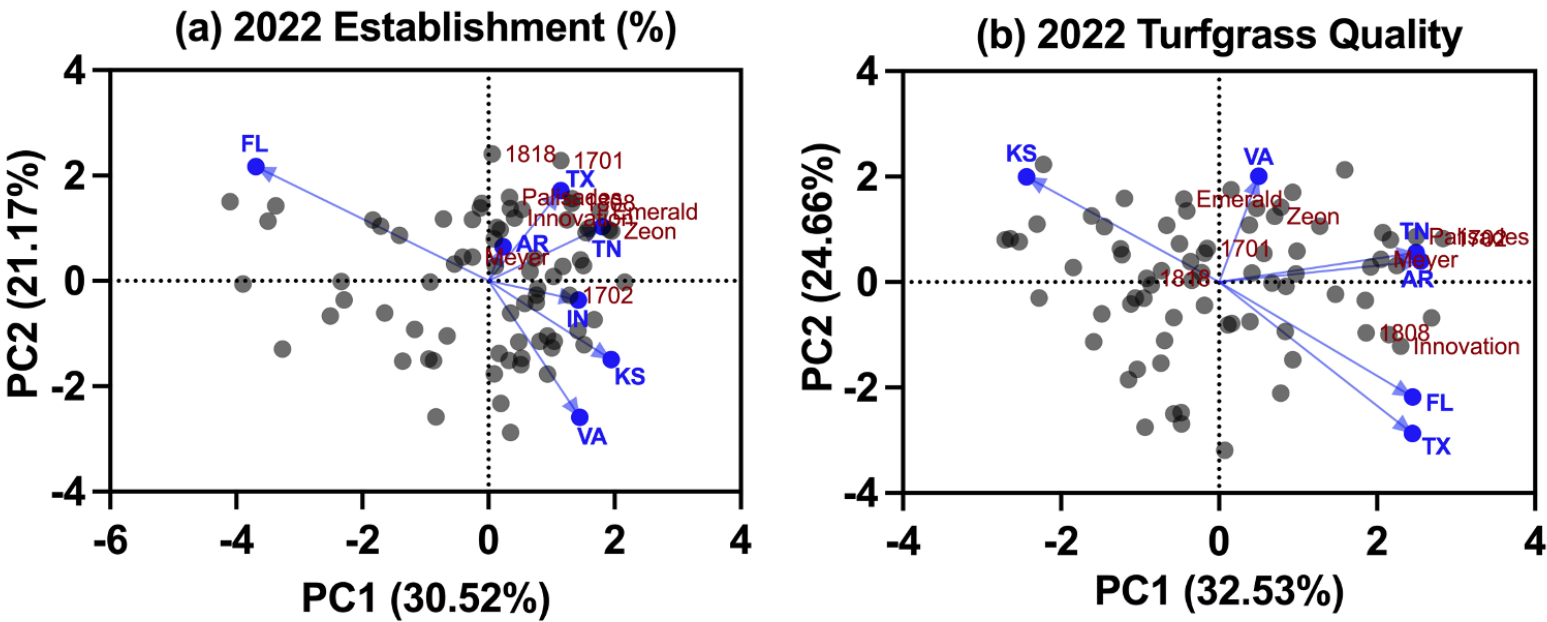 (a) 2022 Establishment (%)
PC2 (21.17%)
4
2
0
-2
-4
-6
-4
-2
0
2
4
PC1 (30.52%)
FL
1818
1701
TX
Palisades
1808
Innovation
Emerald
Zeon
AR
TN
Meyer
1702
IN
KS
VA
(b) 2022 Turfgrass Quality
PC2 (24.66%)
4
2
0
-2
-4
-4
-2
0
2
4
PC1 (32.53%)
KS
VA
Emerald
Zeon
TN
Palisades
1702
1701
Meyer
1818
AR
1808
Innovation
FL
TX